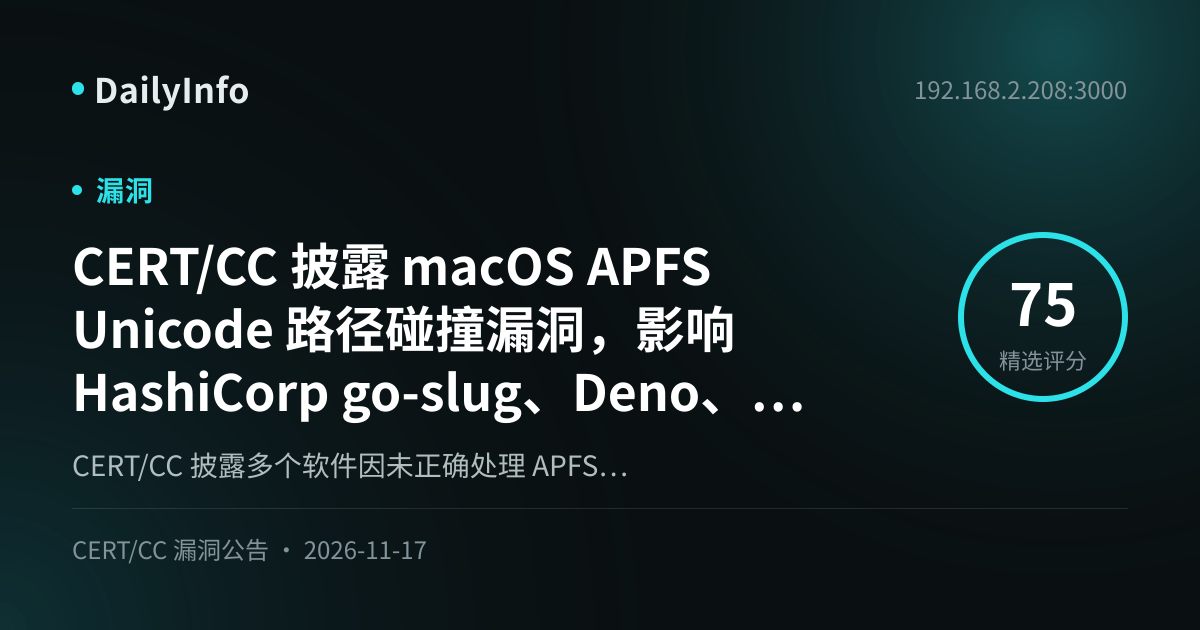 DailyInfo
192.168.2.208:3000
漏洞
CERT/CC 披露 macOS APFS
Unicode 路径碰撞漏洞，影响
HashiCorp go-slug、Deno、…
75
精选评分
CERT/CC 披露多个软件因未正确处理 APFS…
CERT/CC 漏洞公告 · 2026-11-17